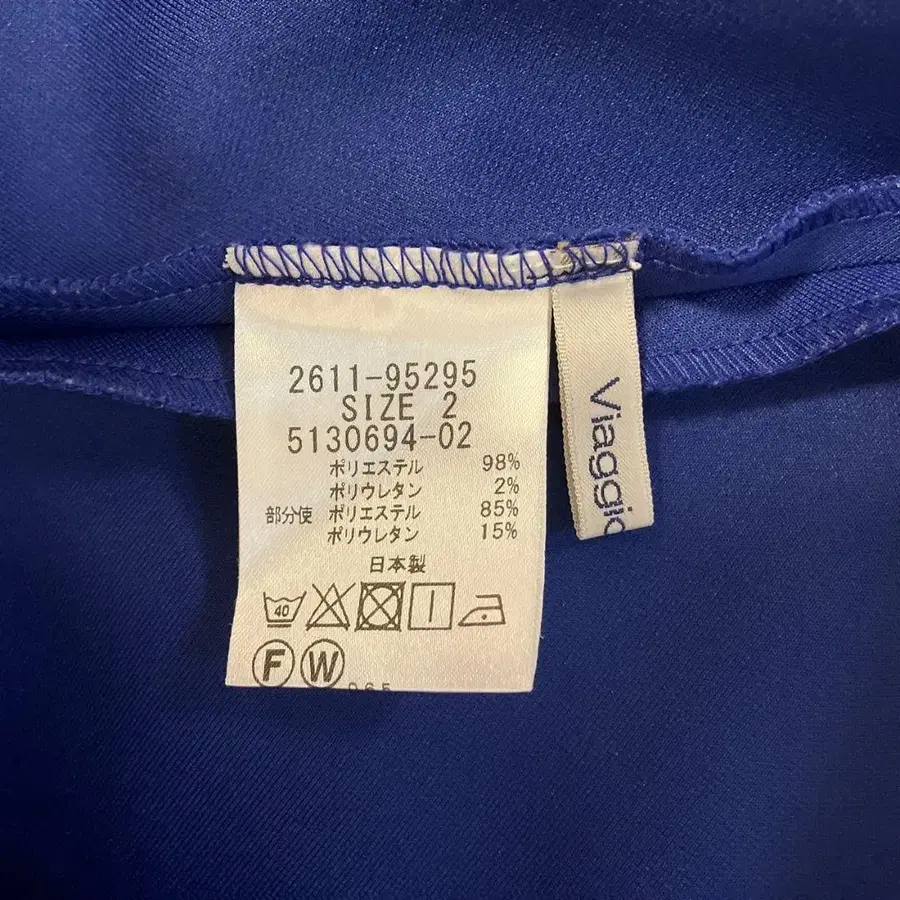 2611-95295
SIZE 2
5130694-02
ポリエステル 98%
ポリウレタン 2%
部分使 ポリエステル 85%
ポリウレタン 15%
日本製
40
F W
Viaggio